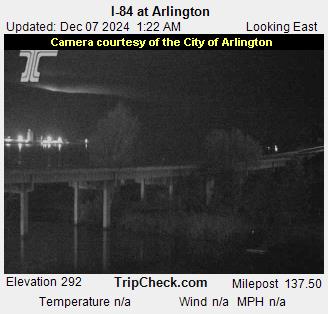 I-84 at Arlington
Updated: Dec 07 2024 1:22 AM Looking East
Camera courtesy of the City of Arlington
Elevation 292 TripCheck.com Milepost 137.50
Temperature n/a Wind n/a MPH n/a